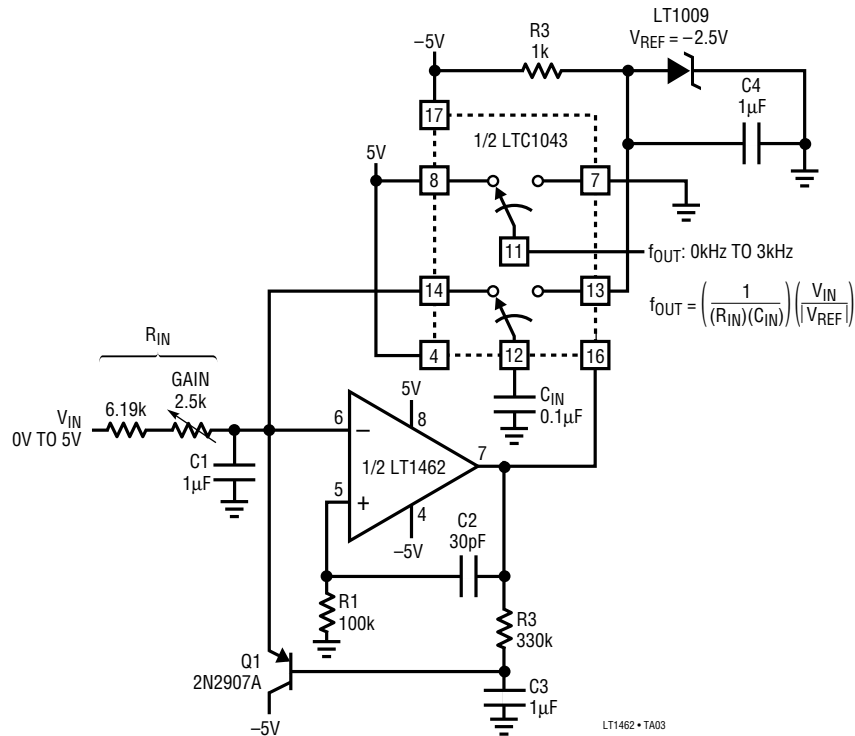 LT1009
V_REF = –2.5V
–5V
R3
1k
C4
1µF
17
1/2 LTC1043
5V
8
7
11
f_OUT: 0kHz TO 3kHz
14
13
f_OUT = ( 1 / (R_IN)(C_IN) ) ( V_IN / |V_REF| )
R_IN
4
12
16
GAIN
2.5k
6.19k
V_IN
0V TO 5V
C_IN
0.1µF
5V
8
6
–
C1
1µF
1/2 LT1462
7
5
+
4
–5V
C2
30pF
R1
100k
R3
330k
Q1
2N2907A
–5V
C3
1µF
LT1462 • TA03